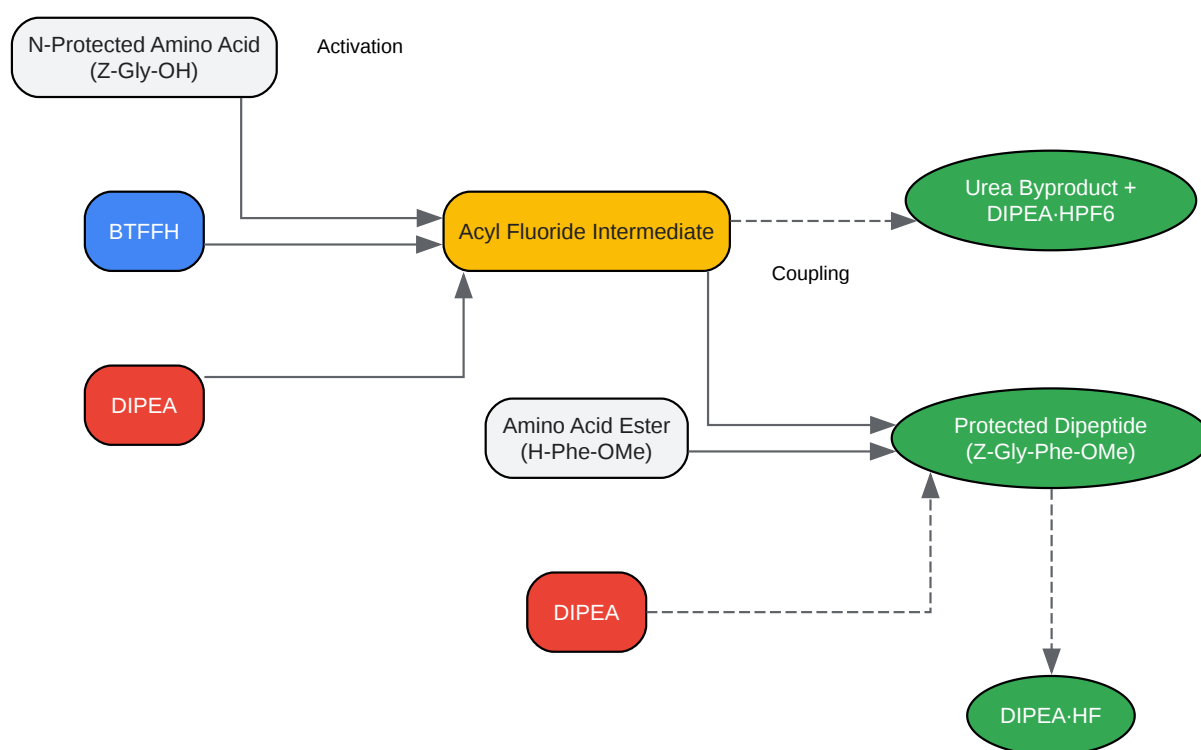 N-Protected Amino Acid
(Z-Gly-OH)
Activation
BTFFH
Acyl Fluoride Intermediate
Urea Byproduct +
DIPEA·HPF6
Coupling
DIPEA
Amino Acid Ester
(H-Phe-OMe)
Protected Dipeptide
(Z-Gly-Phe-OMe)
DIPEA
DIPEA·HF